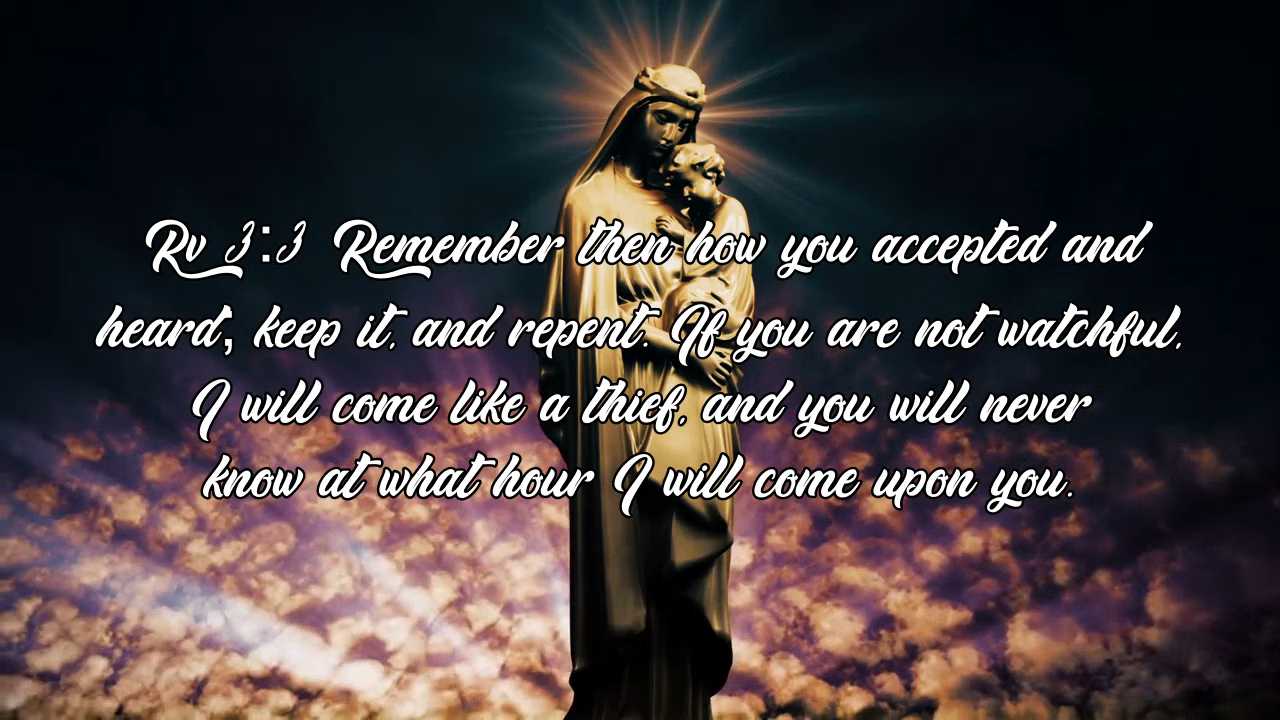 Rv 3:3 Remember then how you accepted and
heard; keep it, and repent. If you are not watchful,
I will come like a thief, and you will never
know at what hour I will come upon you.